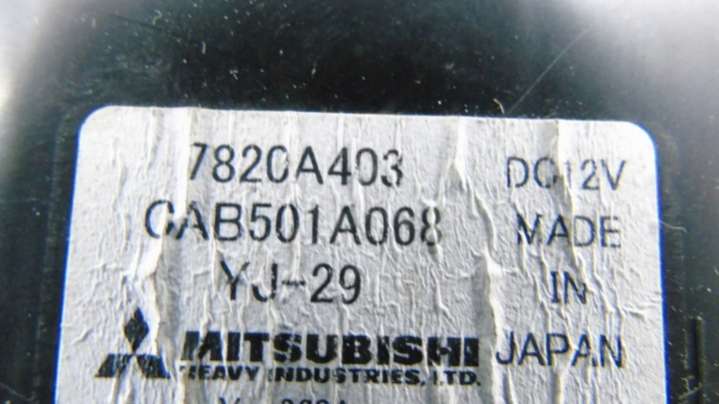 7820A403 DC12V
CAB501A068 MADE
YJ-29 IN
MITSUBISHI JAPAN
HEAVY INDUSTRIES, LTD.